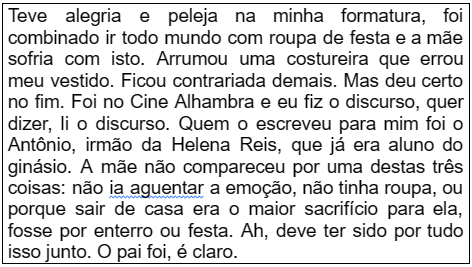 Teve alegria e peleja na minha formatura, foi
combinado ir todo mundo com roupa de festa e a mãe
sofria com isto. Arrumou uma costureira que errou
meu vestido. Ficou contrariada demais. Mas deu certo
no fim. Foi no Cine Alhambra e eu fiz o discurso, quer
dizer, li o discurso. Quem o escreveu para mim foi o
Antônio, irmão da Helena Reis, que já era aluno do
ginásio. A mãe não compareceu por uma destas três
coisas: não ia aguentar a emoção, não tinha roupa, ou
porque sair de casa era o maior sacrifício para ela,
fosse por enterro ou festa. Ah, deve ter sido por tudo
isso junto. O pai foi, é claro.